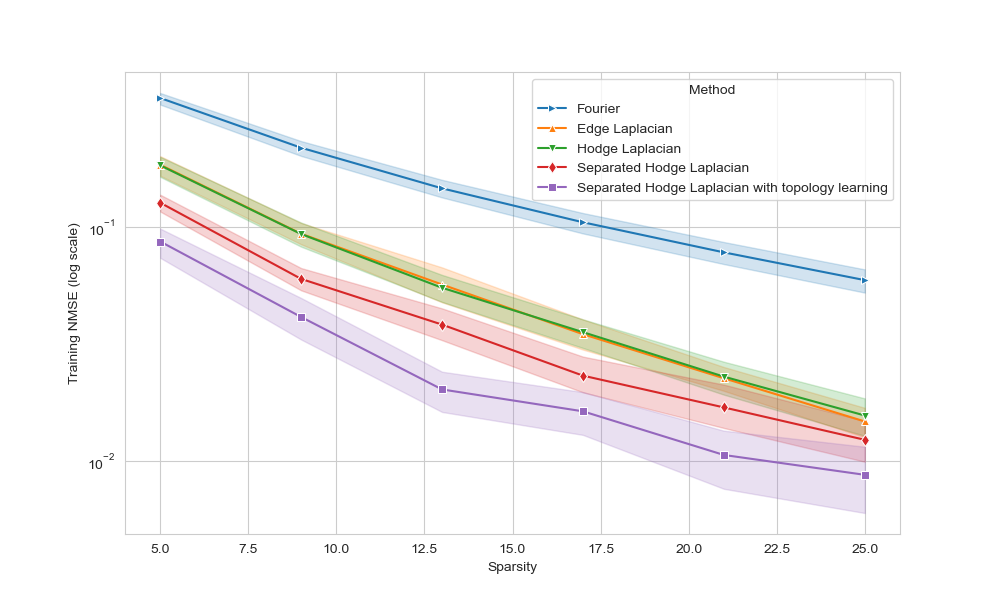 Method
Fourier
Edge Laplacian
Hodge Laplacian
Separated Hodge Laplacian
Separated Hodge Laplacian with topology learning
Training NMSE (log scale)
10⁻¹
10⁻²
5.0 7.5 10.0 12.5 15.0 17.5 20.0 22.5 25.0
Sparsity